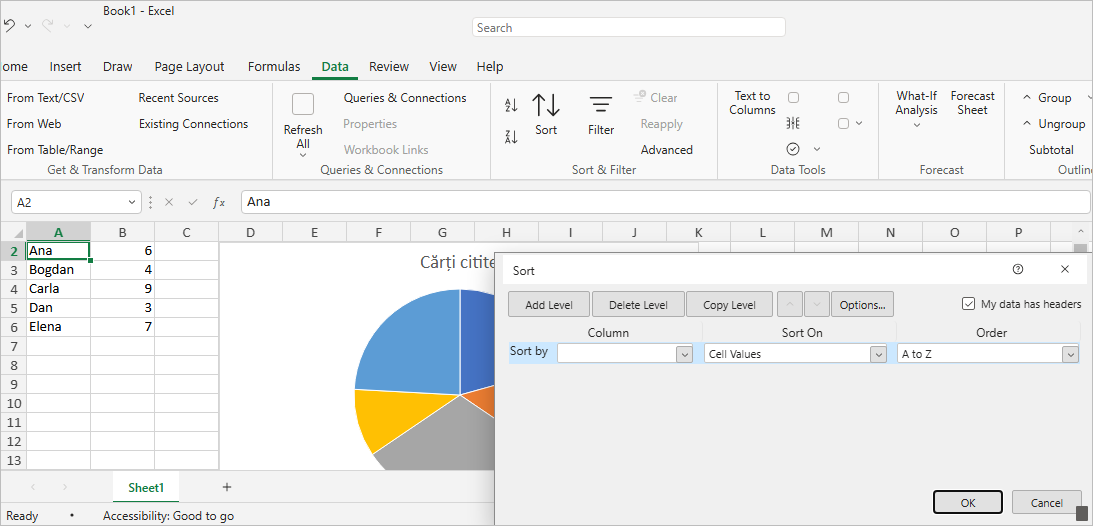 Book1 - Excel
Search
ome Insert Draw Page Layout Formulas Data Review View Help
From Text/CSV Recent Sources
From Web Existing Connections
From Table/Range
Get & Transform Data
Refresh All
Queries & Connections
Properties
Workbook Links
Queries & Connections
Sort
Filter
Clear
Reapply
Advanced
Sort & Filter
Text to Columns
Data Tools
What-If Analysis
Forecast Sheet
Forecast
Group
Ungroup
Subtotal
Outlin
A2 fx Ana
A B C D E F G H I J K L M N O P
2 Ana 6
3 Bogdan 4
4 Carla 9
5 Dan 3
6 Elena 7
7
8
9
10
11
12
13
Cărți citite
Sort
Add Level Delete Level Copy Level Options... My data has headers
Column Sort On Order
Sort by Cell Values A to Z
OK Cancel
Sheet1
Ready • Accessibility: Good to go